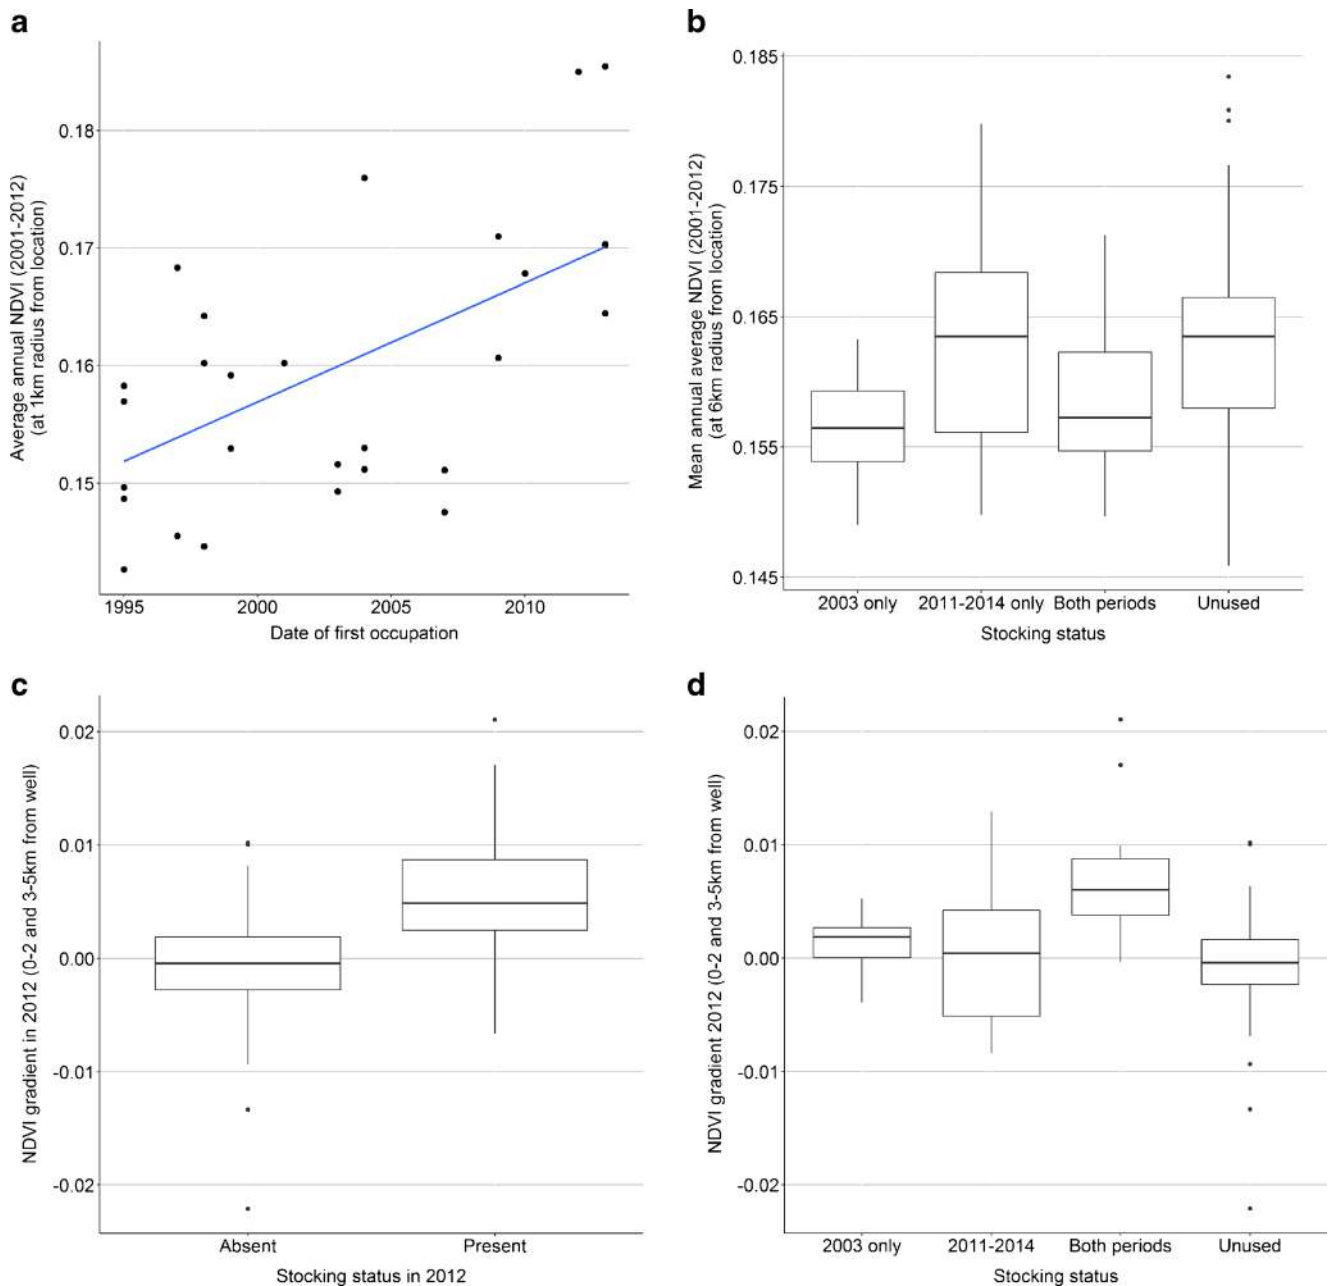 a
Average annual NDVI (2001-2012)
(at 1km radius from location)
0.18
0.17
0.16
0.15
1995 2000 2005 2010
Date of first occupation
b
Mean annual average NDVI (2001-2012)
(at 6km radius from location)
0.185
0.175
0.165
0.155
0.145
2003 only 2011-2014 only Both periods Unused
Stocking status
c
NDVI gradient in 2012 (0-2 and 3-5km from well)
0.02
0.01
0.00
-0.01
-0.02
Absent Present
Stocking status in 2012
d
NDVI gradient 2012 (0-2 and 3-5km from well)
0.02
0.01
0.00
-0.01
-0.02
2003 only 2011-2014 Both periods Unused
Stocking status